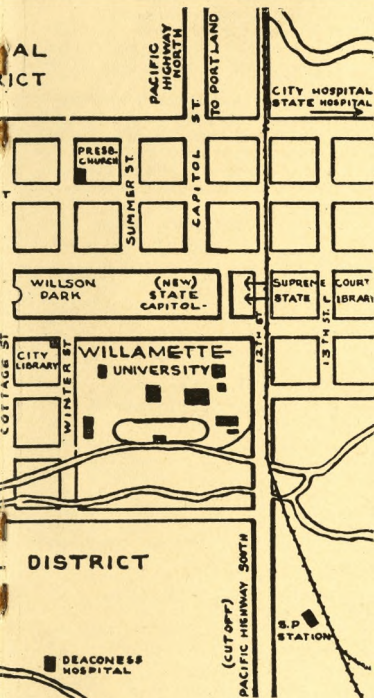 AL
RICT
PACIFIC
HIGHWAY
NORTH
TO PORTLAND
CITY HOSPITAL
STATE HOSPITAL
PRESB.
CHURCH
SUMMER ST.
CAPITOL ST.
T
WILLSON
PARK
(NEW)
STATE
CAPITOL-
SUPREME COURT
STATE LIBRARY
12TH ST
13TH ST.
COTTAGE ST
CITY
LIBRARY
WINTER ST
WILLAMETTE
UNIVERSITY
DISTRICT
(CUTOFF)
PACIFIC HIGHWAY SOUTH
S.P
STATION
DEACONESS
HOSPITAL